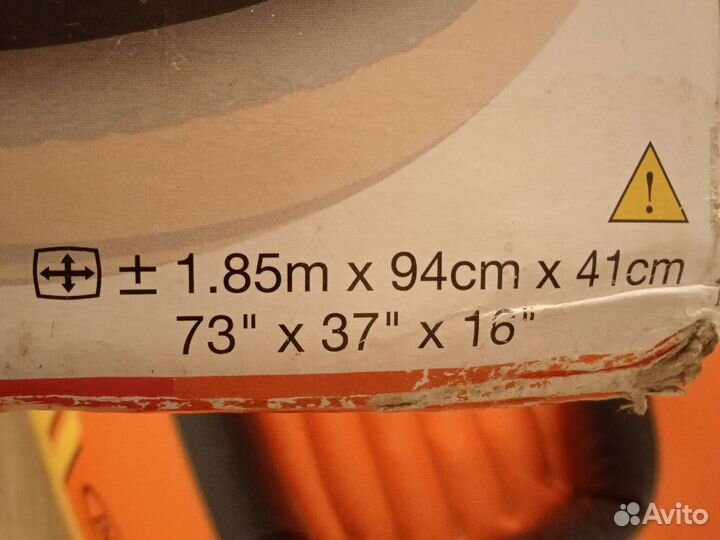 ± 1.85m x 94cm x 41cm
73" x 37" x 16"
Avito